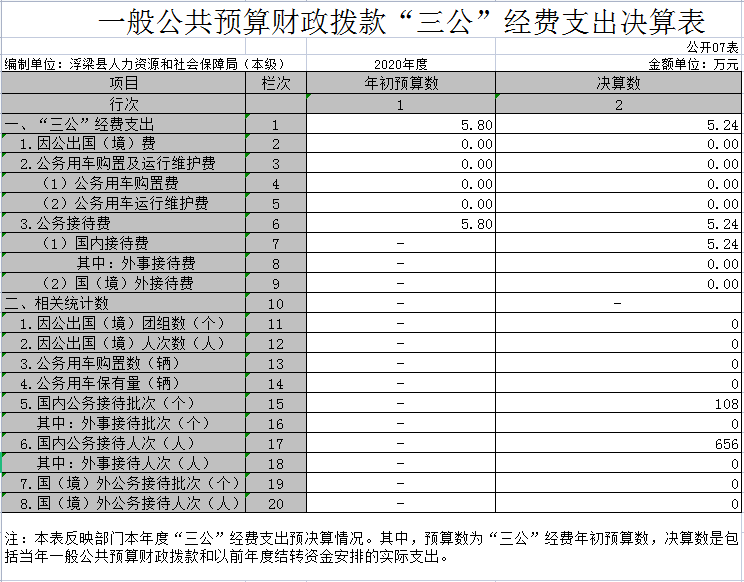 一般公共预算财政拨款“三公”经费支出决算表
公开07表
编制单位：浮梁县人力资源和社会保障局（本级） 2020年度 金额单位：万元
项目 栏次 年初预算数 决算数
行次 1 2
一、“三公”经费支出 1 5.80 5.24
1.因公出国（境）费 2 0.00 0.00
2.公务用车购置及运行维护费 3 0.00 0.00
（1）公务用车购置费 4 0.00 0.00
（2）公务用车运行维护费 5 0.00 0.00
3.公务接待费 6 5.80 5.24
（1）国内接待费 7 － 5.24
其中：外事接待费 8 － 0.00
（2）国（境）外接待费 9 － 0.00
二、相关统计数 10 － －
1.因公出国（境）团组数（个） 11 － 0
2.因公出国（境）人次数（人） 12 － 0
3.公务用车购置数（辆） 13 － 0
4.公务用车保有量（辆） 14 － 0
5.国内公务接待批次（个） 15 － 108
其中：外事接待批次（个） 16 － 0
6.国内公务接待人次（人） 17 － 656
其中：外事接待人次（人） 18 － 0
7.国（境）外公务接待批次（个） 19 － 0
8.国（境）外公务接待人次（人） 20 － 0
注：本表反映部门本年度“三公”经费支出预决算情况。其中，预算数为“三公”经费年初预算数，决算数是包
括当年一般公共预算财政拨款和以前年度结转资金安排的实际支出。